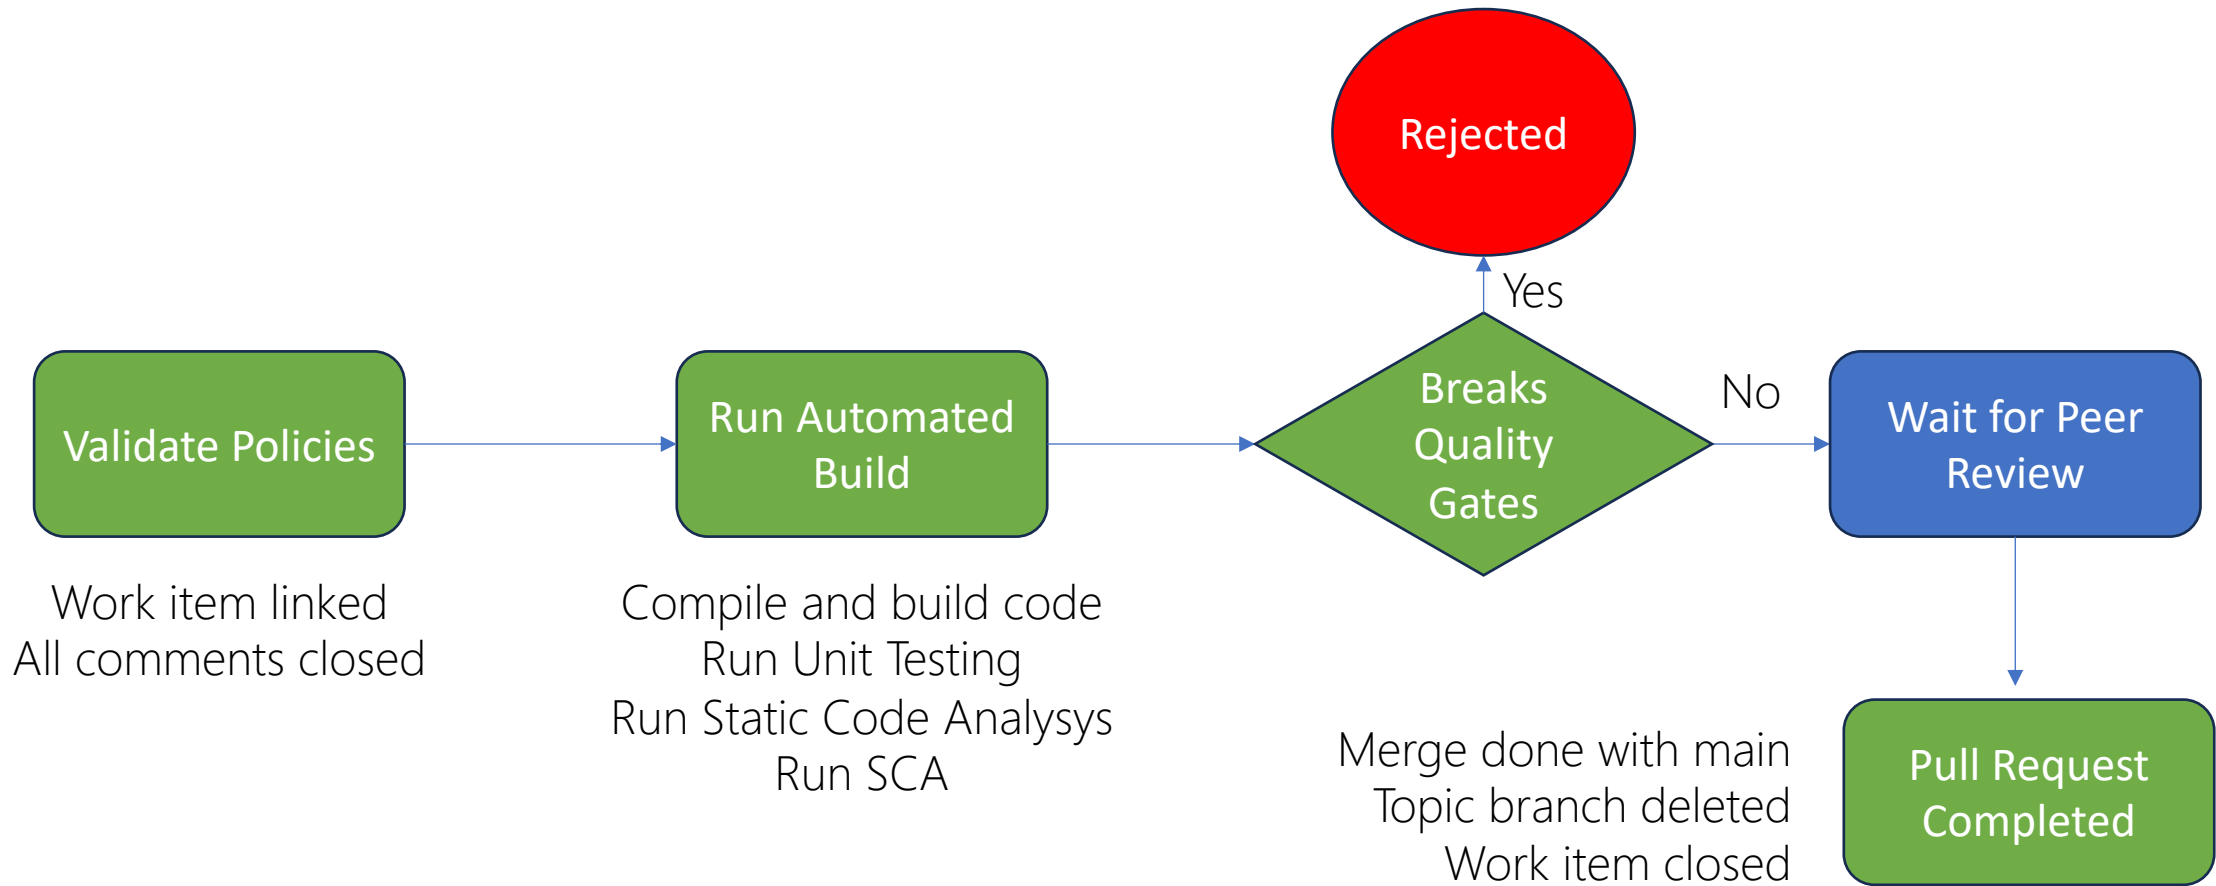 Rejected
Yes
Validate Policies
Run Automated
Build
Breaks
Quality
Gates
No
Wait for Peer
Review
Work item linked
All comments closed
Compile and build code
Run Unit Testing
Run Static Code Analysys
Run SCA
Merge done with main
Topic branch deleted
Work item closed
Pull Request
Completed